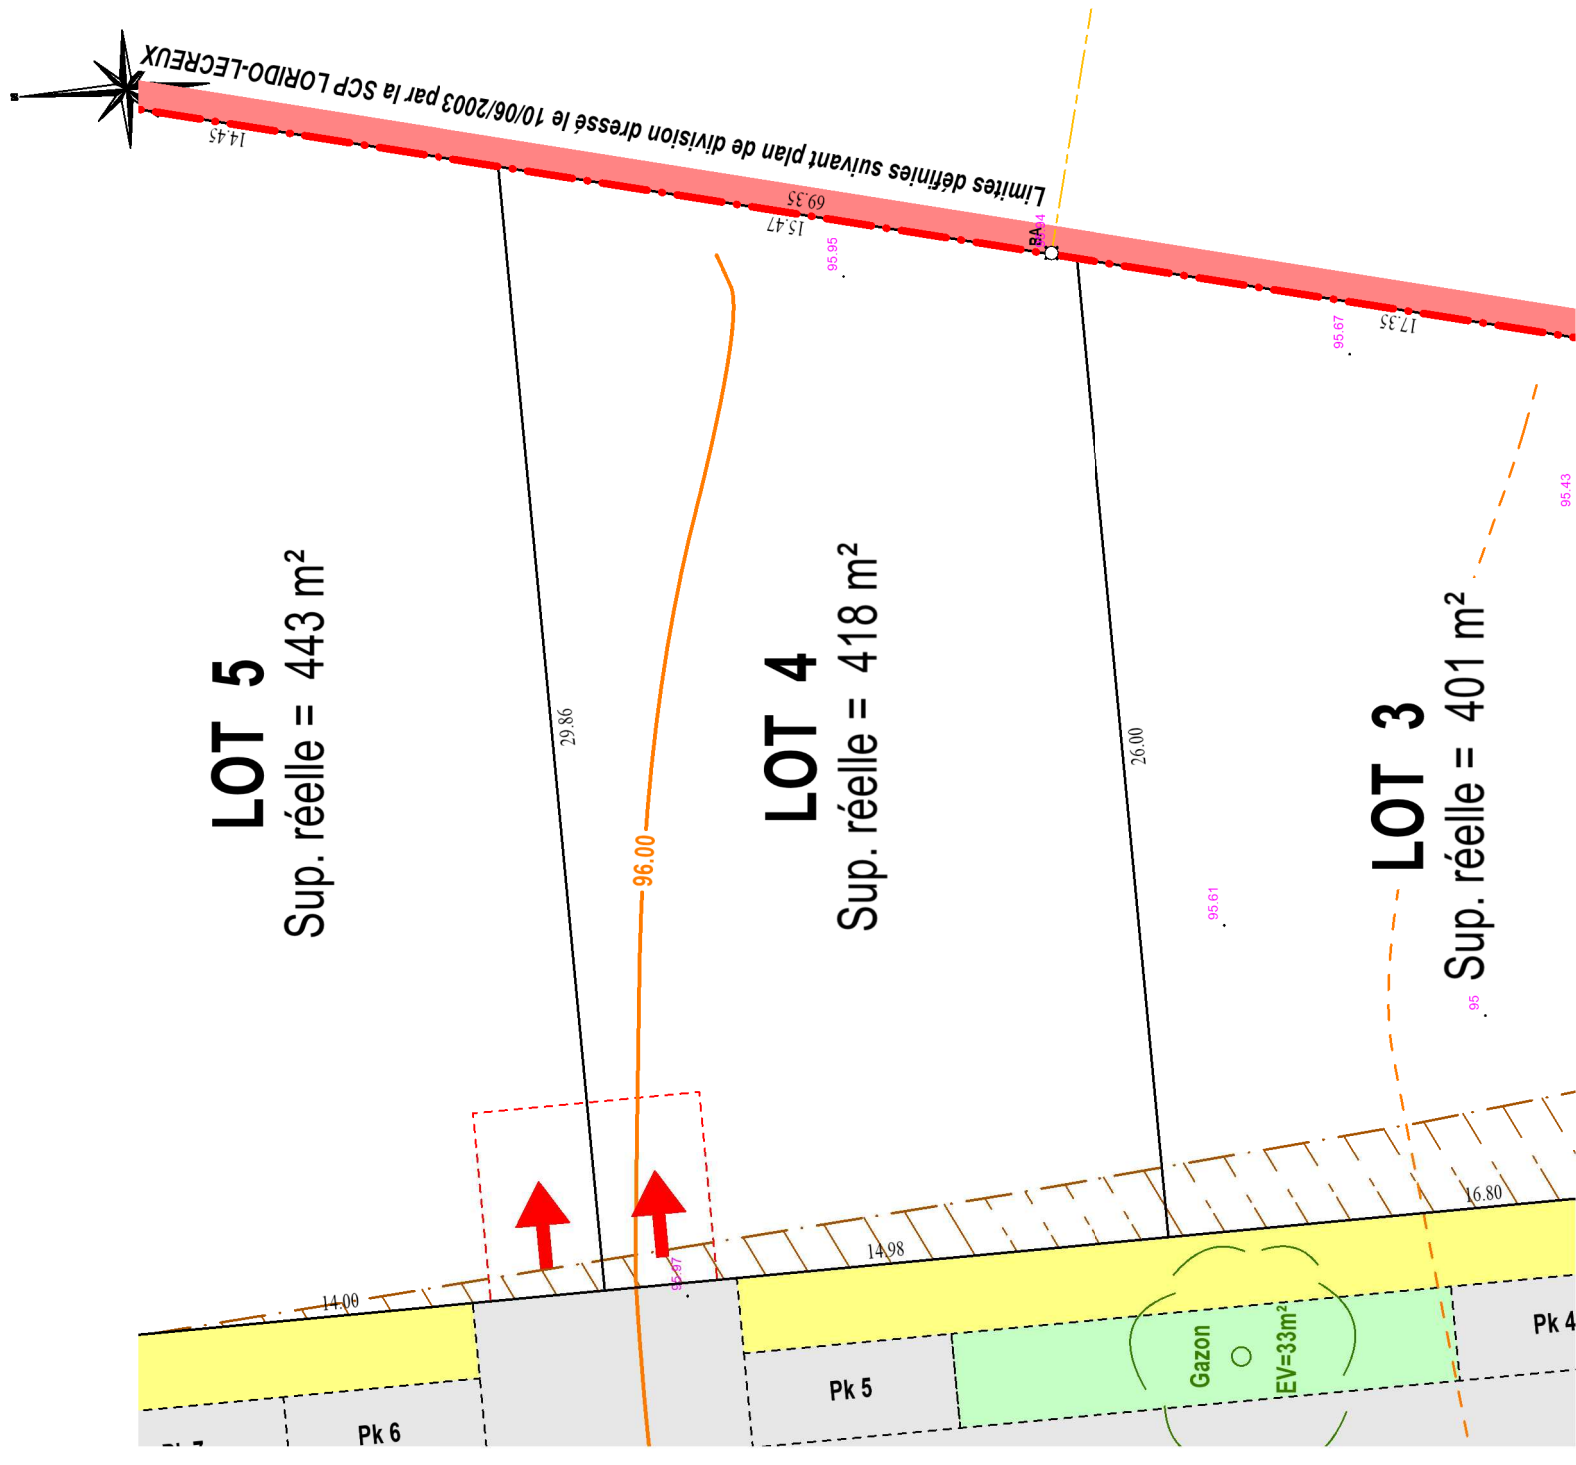 Limites définies suivant plan de division dressé le 10/06/2003 par la SCP LORIDO-LECREUX
14.45
69.35
15.47
BA
95.95
95.67
17.35
95.43
LOT 5
Sup. réelle = 443 m²
29.86
96.00
LOT 4
Sup. réelle = 418 m²
26.00
95.61
LOT 3
Sup. réelle = 401 m²
95
14.00
95.97
14.98
16.80
Pk 6
Pk 5
Gazon
EV=33m²
Pk 4